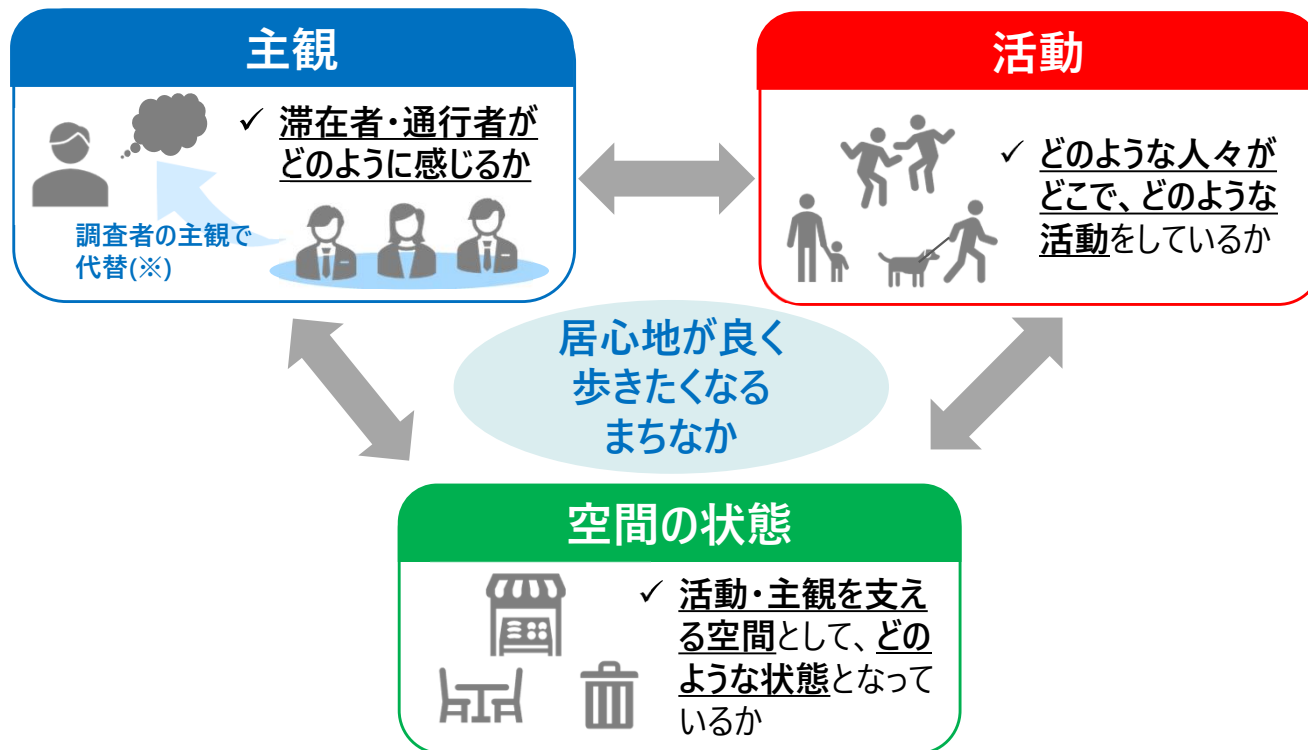 主観
✓ 滞在者・通行者が
どのように感じるか
調査者の主観で
代替(※)
活動
✓ どのような人々が
どこで、どのような
活動をしているか
居心地が良く
歩きたくなる
まちなか
空間の状態
✓ 活動・主観を支え
る空間として、どの
ような状態となって
いるか